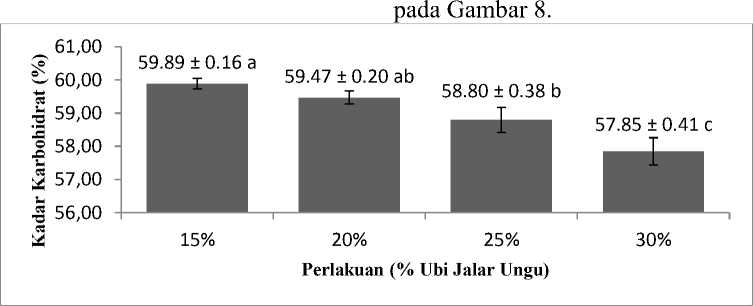 pada Gambar 8.
Kadar Karbohidrat (%)
61,00
60,00
59,00
58,00
57,00
56,00
59.89 ± 0.16 a
59.47 ± 0.20 ab
58.80 ± 0.38 b
57.85 ± 0.41 c
15%
20%
25%
30%
Perlakuan (% Ubi Jalar Ungu)